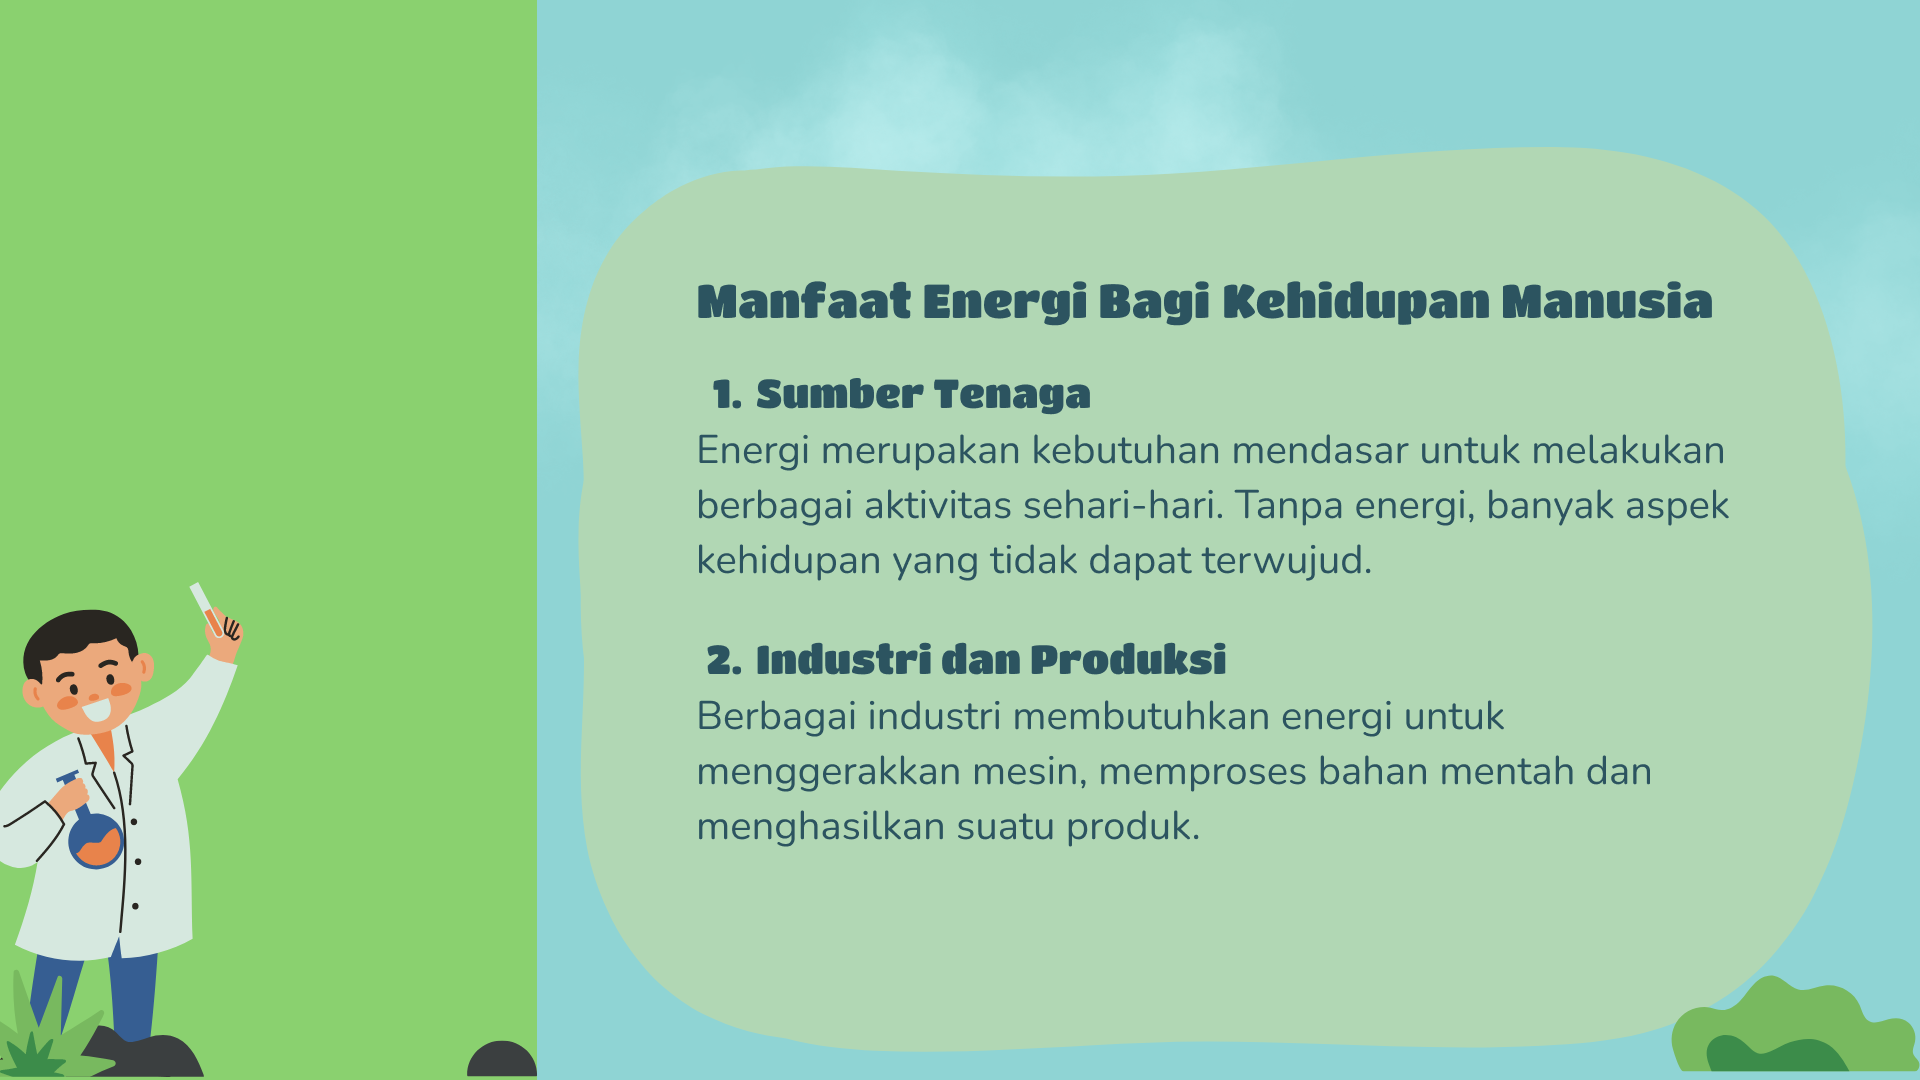 Manfaat Energi Bagi Kehidupan Manusia
1. Sumber Tenaga
Energi merupakan kebutuhan mendasar untuk melakukan
berbagai aktivitas sehari-hari. Tanpa energi, banyak aspek
kehidupan yang tidak dapat terwujud.
2. Industri dan Produksi
Berbagai industri membutuhkan energi untuk
menggerakkan mesin, memproses bahan mentah dan
menghasilkan suatu produk.